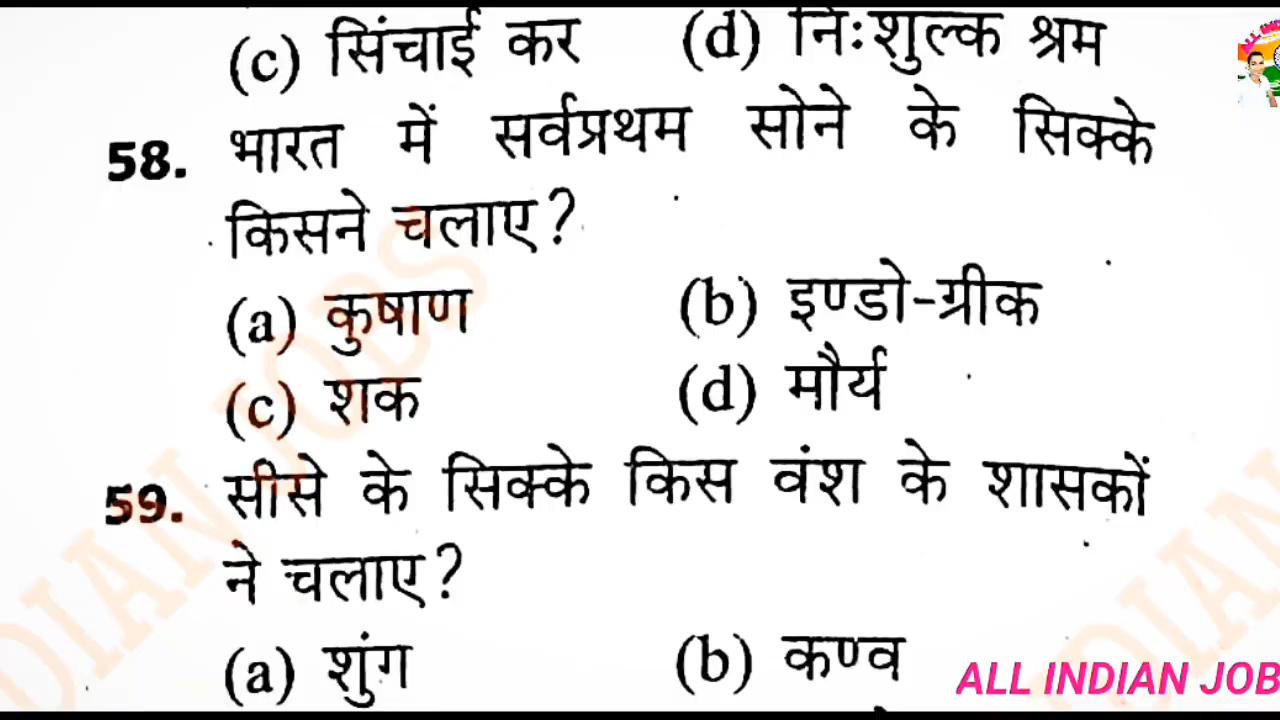 (c) सिंचाई कर (d) निःशुल्क श्रम
58. भारत में सर्वप्रथम सोने के सिक्के
किसने चलाए?
(a) कुषाण (b) इण्डो-ग्रीक
(c) शक (d) मौर्य
59. सीसे के सिक्के किस वंश के शासकों
ने चलाए?
(a) शुंग (b) कण्व
ALL INDIAN JOB